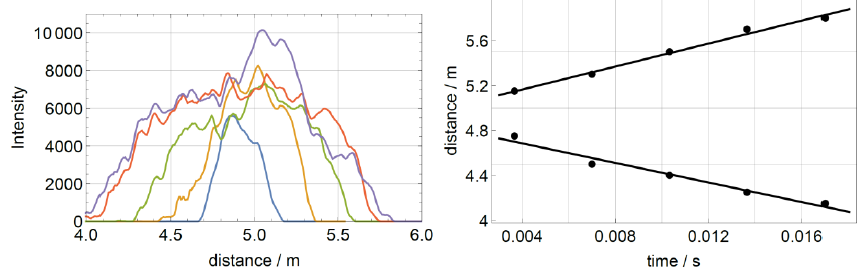 10 000
8000
6000
4000
2000
0
4.0 4.5 5.0 5.5 6.0
Intensity
distance / m
5.6
5.2
4.8
4.4
4
0.004 0.008 0.012 0.016
distance / m
time / s